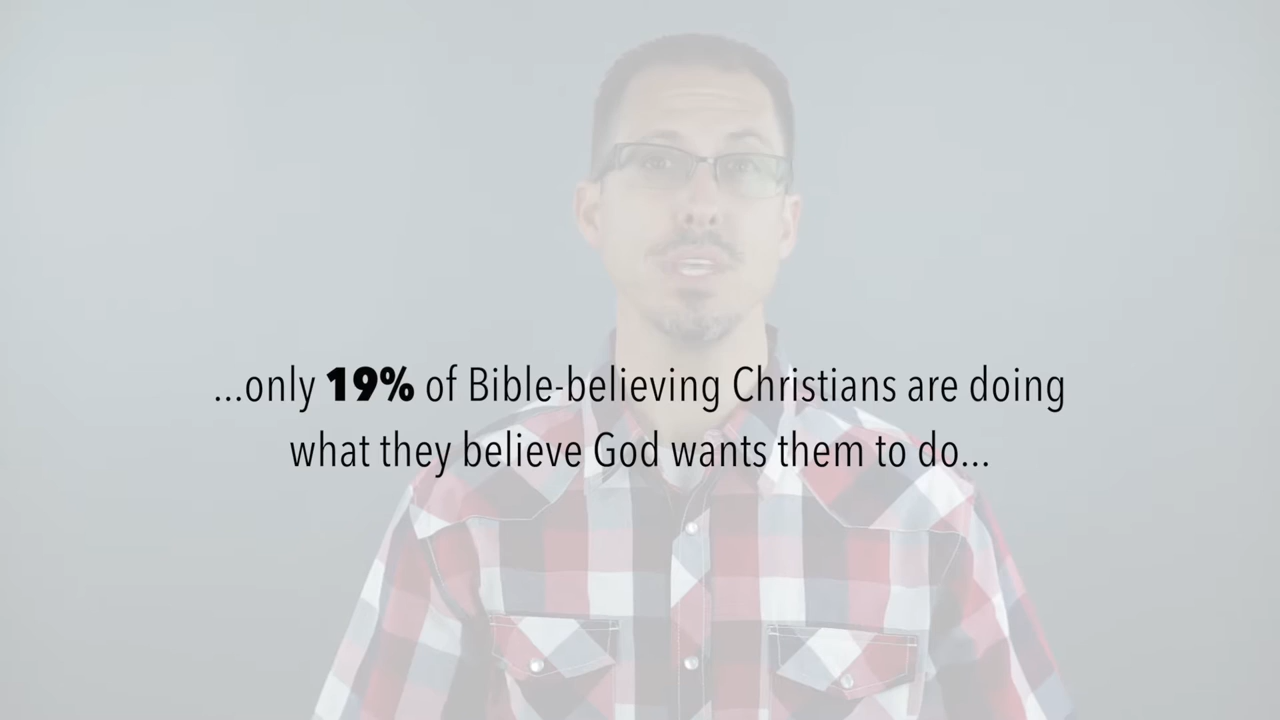 ...only 19% of Bible-believing Christians are doing
what they believe God wants them to do...